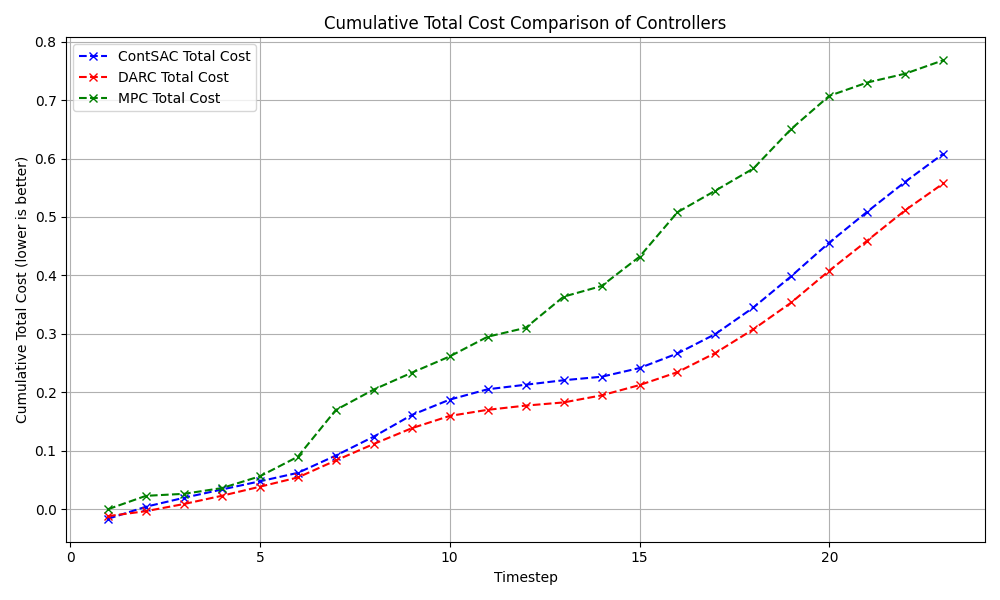 Cumulative Total Cost Comparison of Controllers
ContSAC Total Cost
DARC Total Cost
MPC Total Cost
Cumulative Total Cost (lower is better)
0.8
0.7
0.6
0.5
0.4
0.3
0.2
0.1
0.0
0
5
10
15
20
Timestep